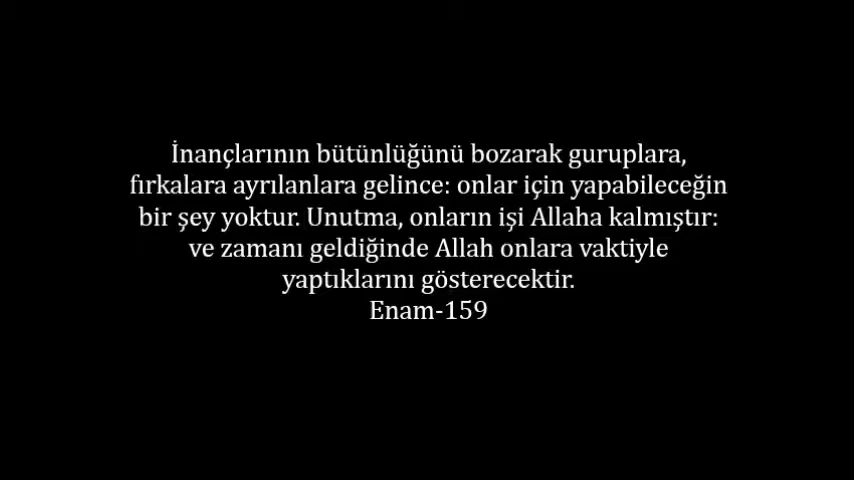 İnançlarının bütünlüğünü bozarak guruplara,
fırkalara ayrılanlara gelince: onlar için yapabileceğin
bir şey yoktur. Unutma, onların işi Allaha kalmıştır:
ve zamanı geldiğinde Allah onlara vaktiyle
yaptıklarını gösterecektir.
Enam-159